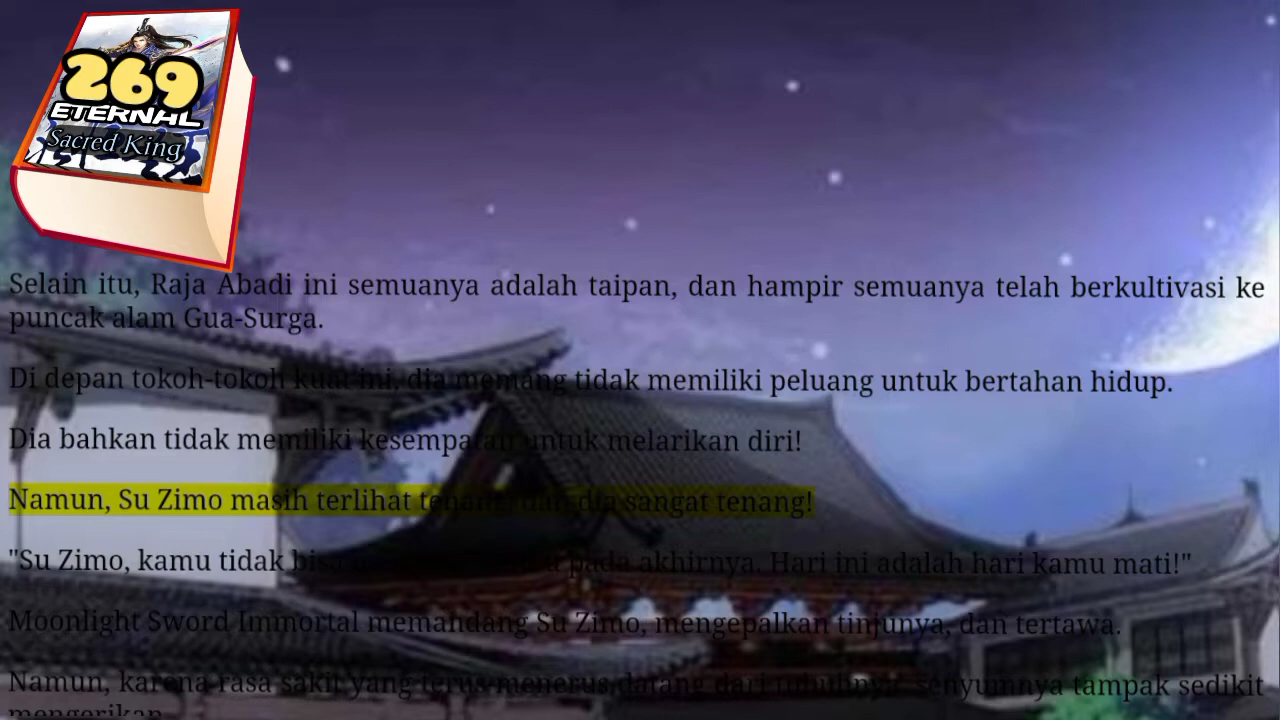 269
ETERNAL
Sacred King
Selain itu, Raja Abadi ini semuanya adalah taipan, dan hampir semuanya telah berkultivasi ke
puncak alam Gua-Surga.
Di depan tokoh-tokoh kuat ini, dia memang tidak memiliki peluang untuk bertahan hidup.
Dia bahkan tidak memiliki kesempatan untuk melarikan diri!
Namun, Su Zimo masih terlihat tenang, dan dia sangat tenang!
"Su Zimo, kamu tidak bisa pada akhirnya. Hari ini adalah hari kamu mati!"
Moonlight Sword Immortal memandang Su Zimo, mengepalkan tinjunya, dan tertawa.
Namun, karena rasa sakit yang terus-menerus datang dari tubuhnya, senyumnya tampak sedikit
mengerikan.